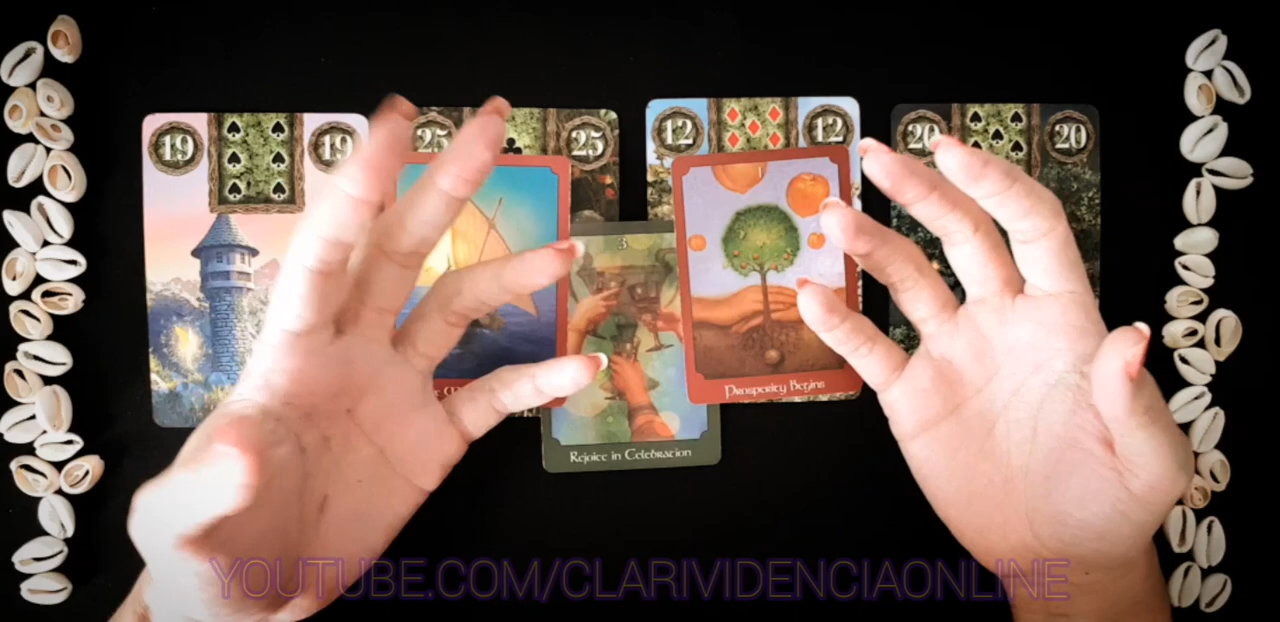 19 19
25 25
12 12
20 20
3
Prosperity Begins
Rejoice in Celebration
YOUTUBE.COM/CLARIVIDENCIAONLINE